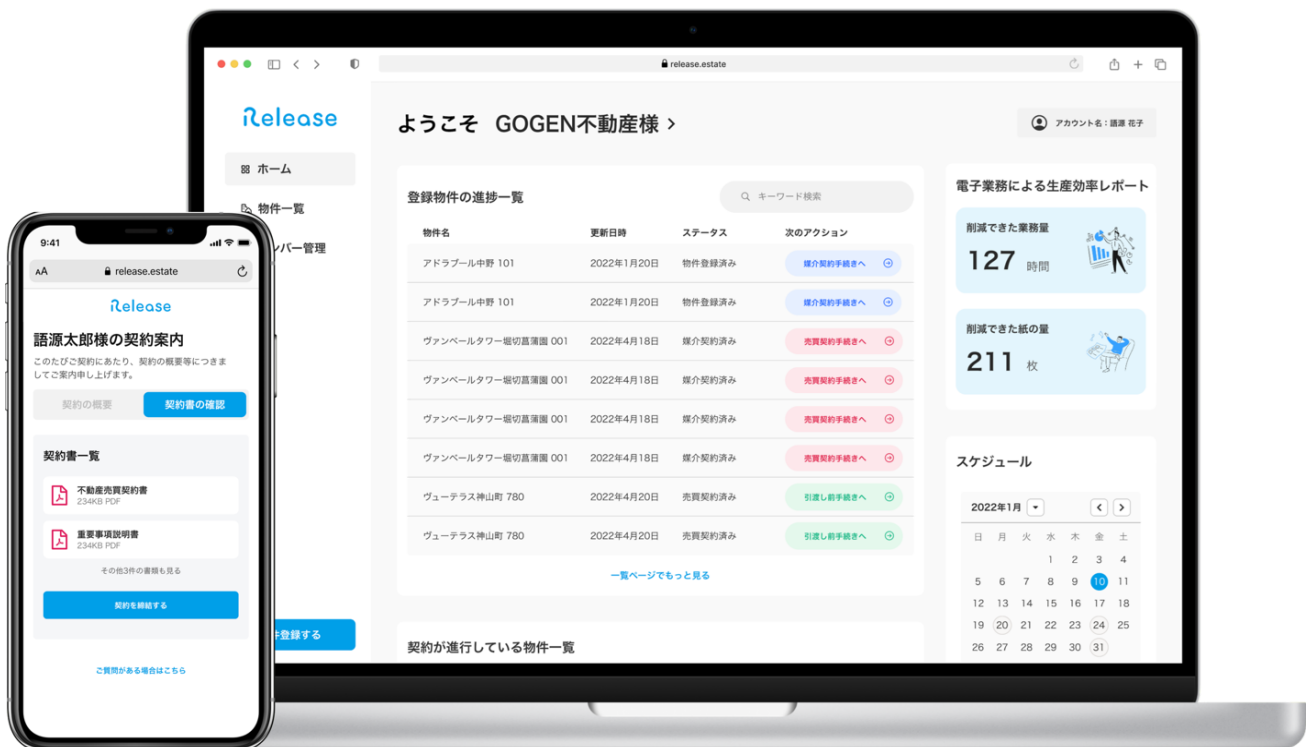 release.estate
Release
ようこそ GOGEN不動産様
アカウント名：語源 花子
ホーム
物件一覧
ンバー管理
登録物件の進捗一覧
キーワード検索
物件名 更新日時 ステータス 次のアクション
アドラブール中野 101 2022年1月20日 物件登録済み 媒介契約手続きへ
アドラブール中野 101 2022年1月20日 物件登録済み 媒介契約手続きへ
ヴァンベールタワー堀切菖蒲園 001 2022年4月18日 媒介契約済み 売買契約手続きへ
ヴァンベールタワー堀切菖蒲園 001 2022年4月18日 媒介契約済み 売買契約手続きへ
ヴァンベールタワー堀切菖蒲園 001 2022年4月18日 媒介契約済み 売買契約手続きへ
ヴァンベールタワー堀切菖蒲園 001 2022年4月18日 媒介契約済み 売買契約手続きへ
ヴューテラス神山町 780 2022年4月20日 売買契約済み 引渡し前手続きへ
ヴューテラス神山町 780 2022年4月20日 売買契約済み 引渡し前手続きへ
一覧ページでもっと見る
契約が進行している物件一覧
登録する
電子業務による生産効率レポート
削減できた業務量
127 時間
削減できた紙の量
211 枚
スケジュール
2022年1月
日 月 火 水 木 金 土
1 2 3 4
5 6 7 8 9 10 11
12 13 14 15 16 17 18
19 20 21 22 23 24 25
26 27 28 29 30 31
9:41
AA release.estate
Release
語源太郎様の契約案内
このたびご契約にあたり、契約の概要等につきま
してご案内申し上げます。
契約の概要 契約書の確認
契約書一覧
不動産売買契約書
234KB PDF
重要事項説明書
234KB PDF
その他3件の書類も見る
契約を締結する
ご質問がある場合はこちら